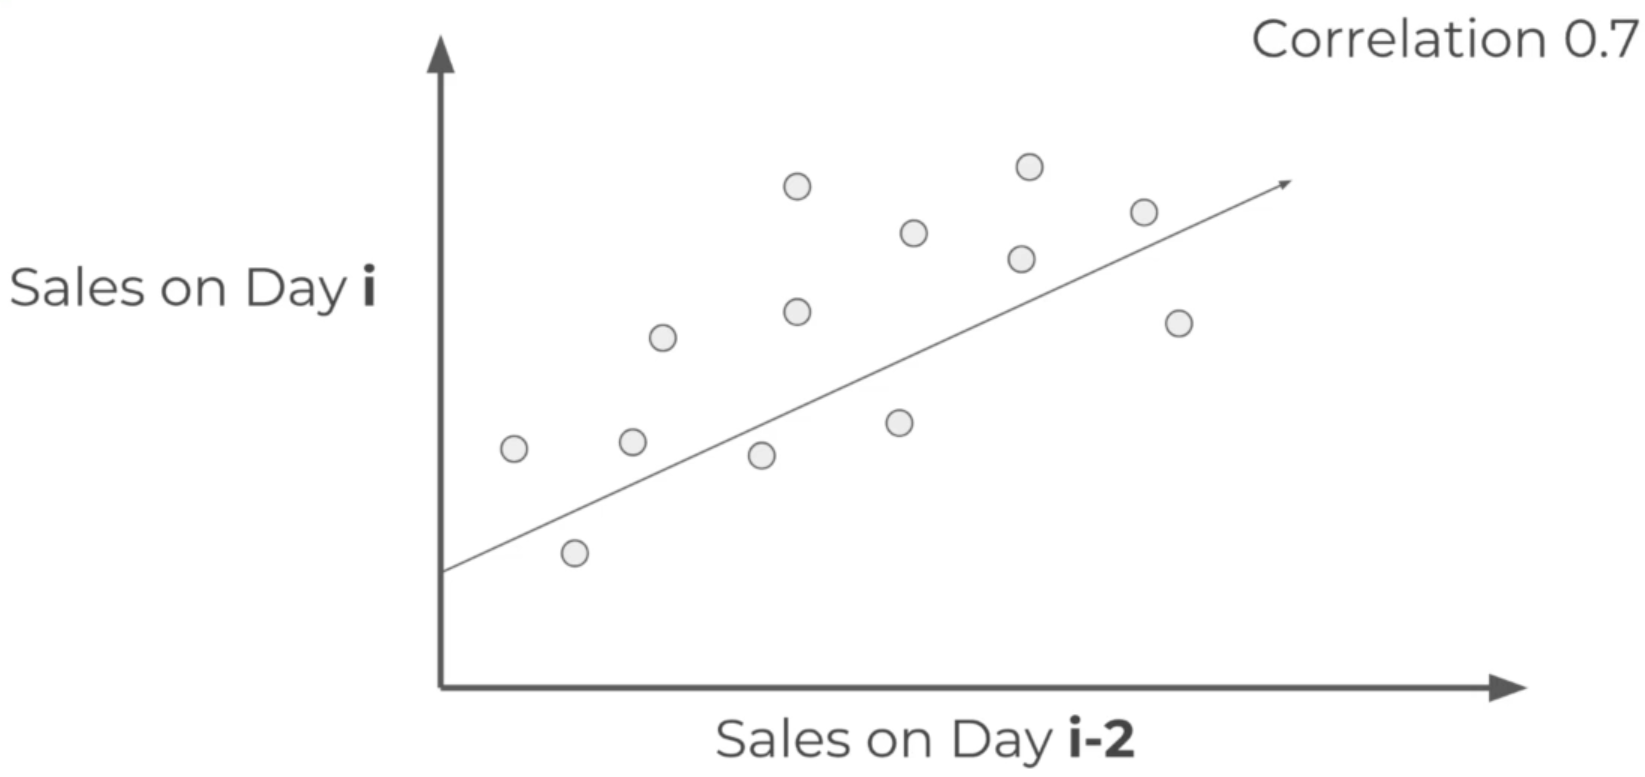 Correlation 0.7
Sales on Day i
Sales on Day i-2